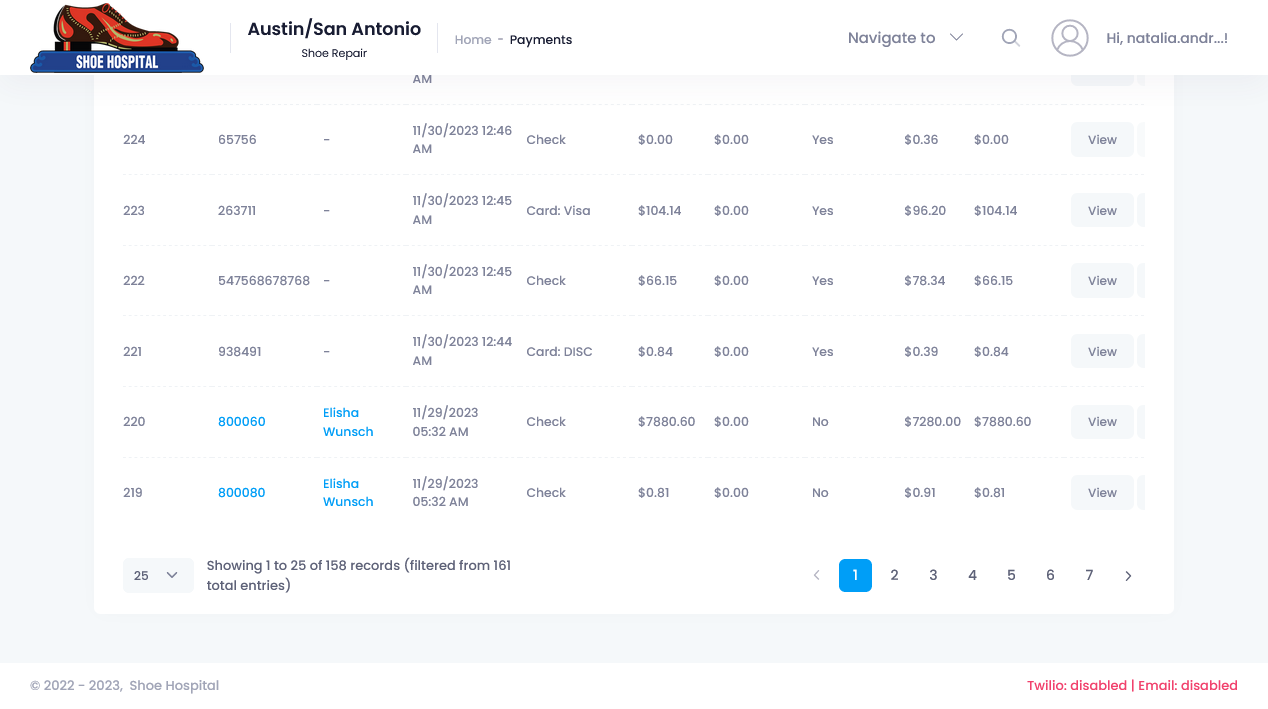 SHOE HOSPITAL
Austin/San Antonio
Shoe Repair
Home - Payments
Navigate to
Hi, natalia.andr...!
AM
224 65756 - 11/30/2023 12:46 AM Check $0.00 $0.00 Yes $0.36 $0.00 View
223 263711 - 11/30/2023 12:45 AM Card: Visa $104.14 $0.00 Yes $96.20 $104.14 View
222 547568678768 - 11/30/2023 12:45 AM Check $66.15 $0.00 Yes $78.34 $66.15 View
221 938491 - 11/30/2023 12:44 AM Card: DISC $0.84 $0.00 Yes $0.39 $0.84 View
220 800060 Elisha Wunsch 11/29/2023 05:32 AM Check $7880.60 $0.00 No $7280.00 $7880.60 View
219 800080 Elisha Wunsch 11/29/2023 05:32 AM Check $0.81 $0.00 No $0.91 $0.81 View
25
Showing 1 to 25 of 158 records (filtered from 161
total entries)
1 2 3 4 5 6 7
© 2022 - 2023, Shoe Hospital
Twilio: disabled | Email: disabled